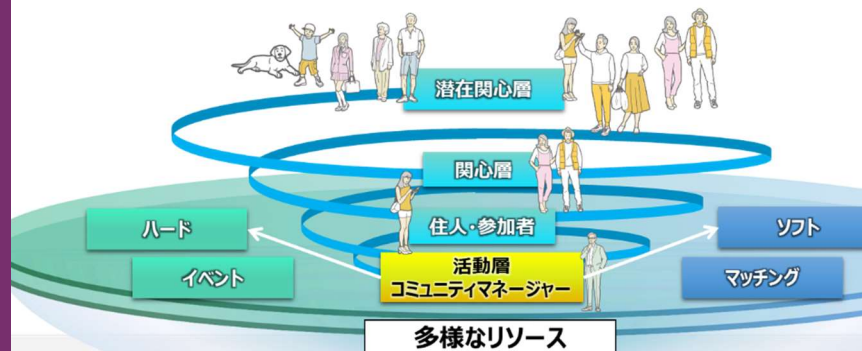 潜在関心層
関心層
住人・参加者
ハード
ソフト
イベント
活動層
コミュニティマネージャー
マッチング
多様なリソース